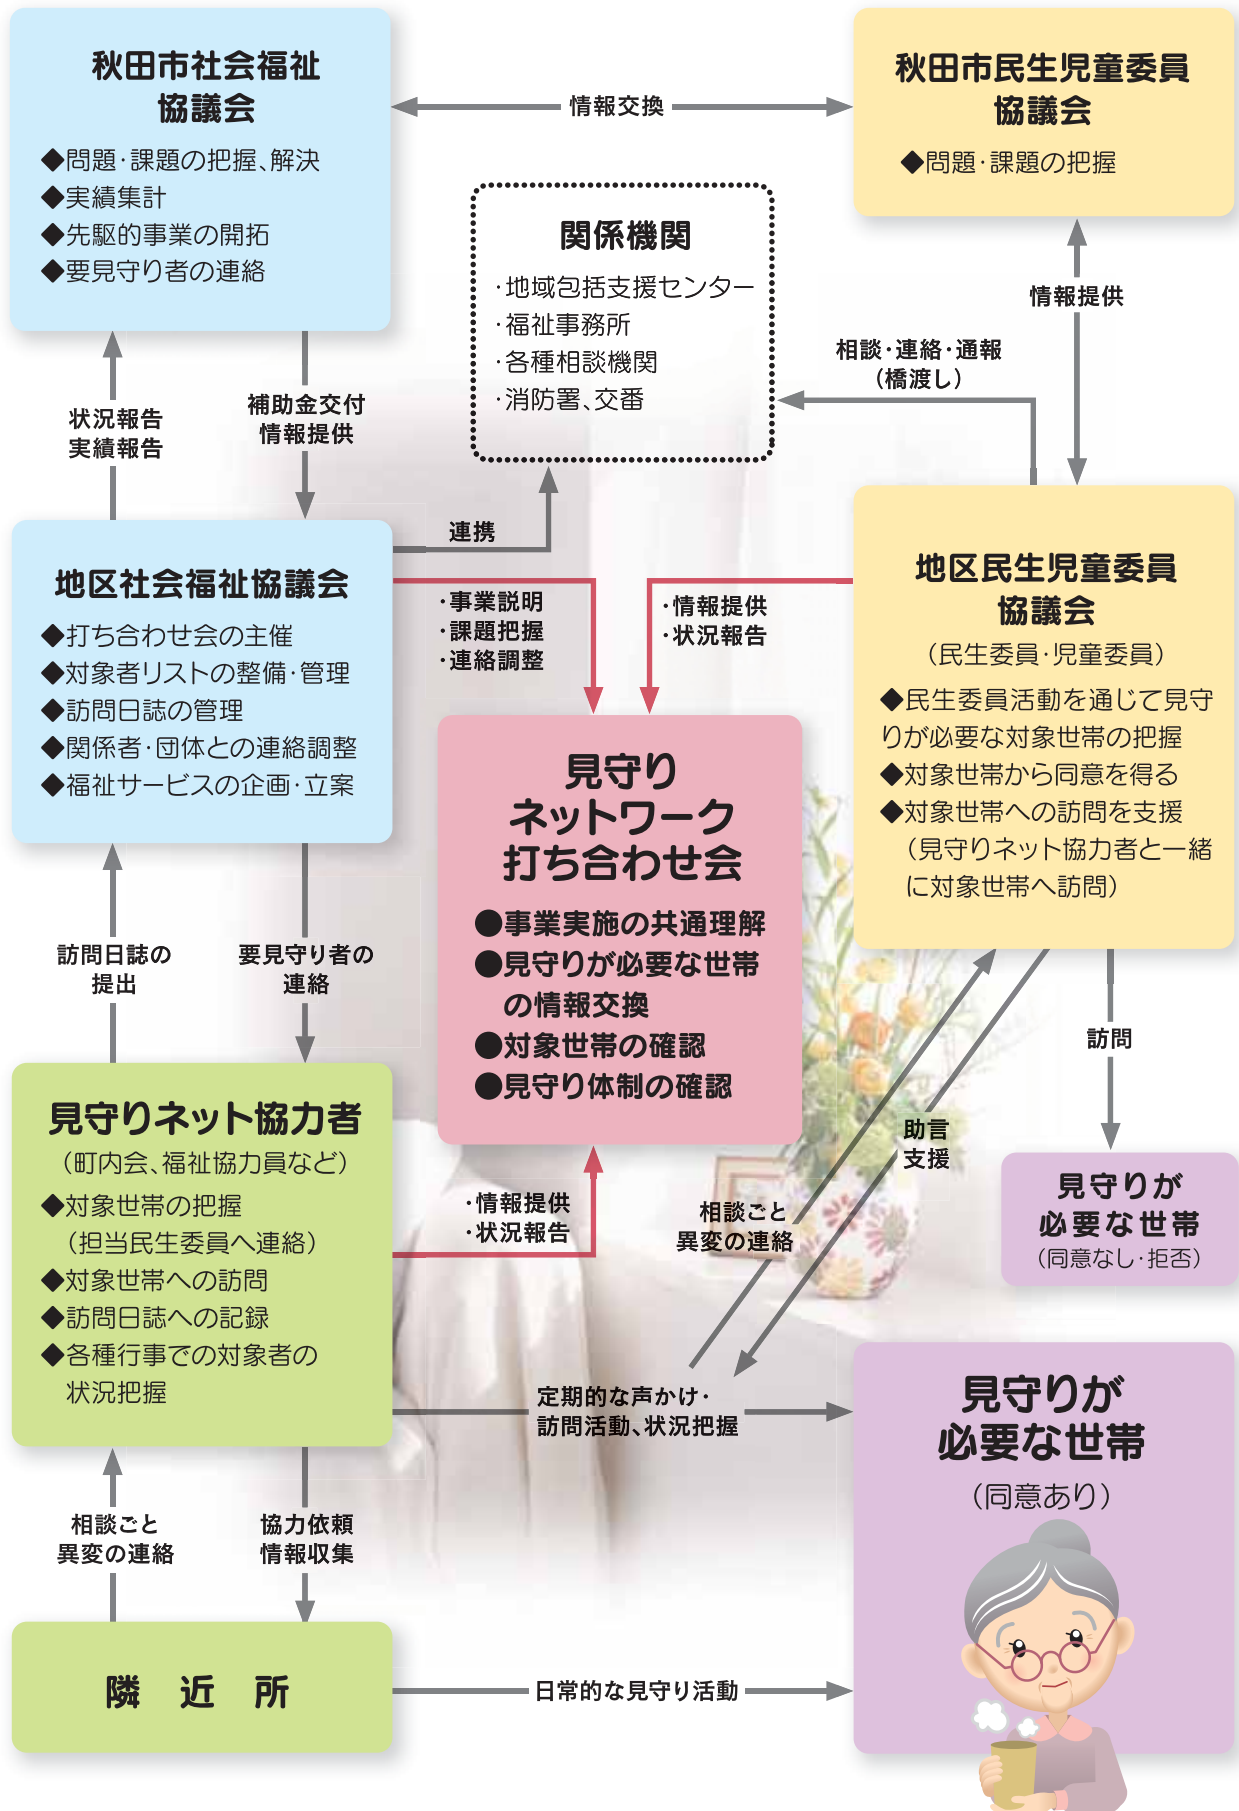 秋田市社会福祉
協議会
◆問題・課題の把握、解決
◆実績集計
◆先駆的事業の開拓
◆要見守り者の連絡
情報交換
秋田市民生児童委員
協議会
◆問題・課題の把握
関係機関
・地域包括支援センター
・福祉事務所
・各種相談機関
・消防署、交番
情報提供
相談・連絡・通報
（橋渡し）
状況報告
実績報告
補助金交付
情報提供
連携
地区社会福祉協議会
◆打ち合わせ会の主催
◆対象者リストの整備・管理
◆訪問日誌の管理
◆関係者・団体との連絡調整
◆福祉サービスの企画・立案
・事業説明
・課題把握
・連絡調整
・情報提供
・状況報告
地区民生児童委員
協議会
（民生委員・児童委員）
◆民生委員活動を通じて見守
りが必要な対象世帯の把握
◆対象世帯から同意を得る
◆対象世帯への訪問を支援
（見守りネット協力者と一緒
に対象世帯へ訪問）
見守り
ネットワーク
打ち合わせ会
●事業実施の共通理解
●見守りが必要な世帯
の情報交換
●対象世帯の確認
●見守り体制の確認
訪問日誌の
提出
要見守り者の
連絡
訪問
助言
支援
相談ごと
異変の連絡
見守りが
必要な世帯
（同意なし・拒否）
見守りネット協力者
（町内会、福祉協力員など）
◆対象世帯の把握
（担当民生委員へ連絡）
◆対象世帯への訪問
◆訪問日誌への記録
◆各種行事での対象者の
状況把握
・情報提供
・状況報告
定期的な声かけ・
訪問活動、状況把握
見守りが
必要な世帯
（同意あり）
相談ごと
異変の連絡
協力依頼
情報収集
隣 近 所
日常的な見守り活動